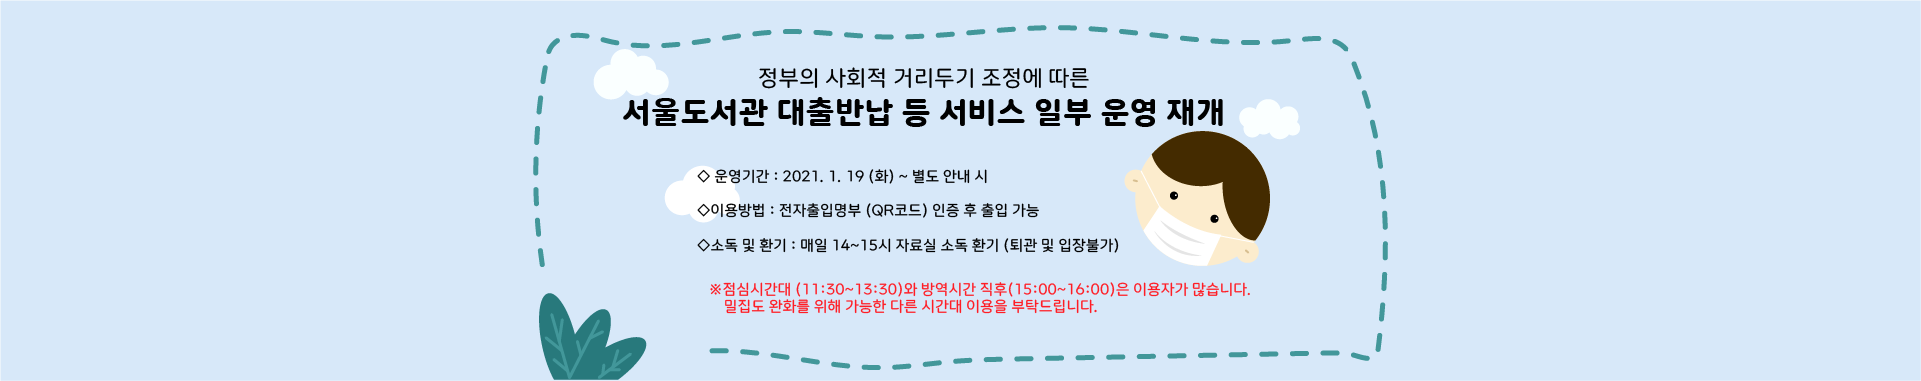 정부의 사회적 거리두기 조정에 따른
서울도서관 대출반납 등 서비스 일부 운영 재개
◇ 운영기간 : 2021. 1. 19 (화) ~ 별도 안내 시
◇이용방법 : 전자출입명부 (QR코드) 인증 후 출입 가능
◇소독 및 환기 : 매일 14~15시 자료실 소독 환기 (퇴관 및 입장불가)
※점심시간대 (11:30~13:30)와 방역시간 직후(15:00~16:00)은 이용자가 많습니다.
밀집도 완화를 위해 가능한 다른 시간대 이용을 부탁드립니다.